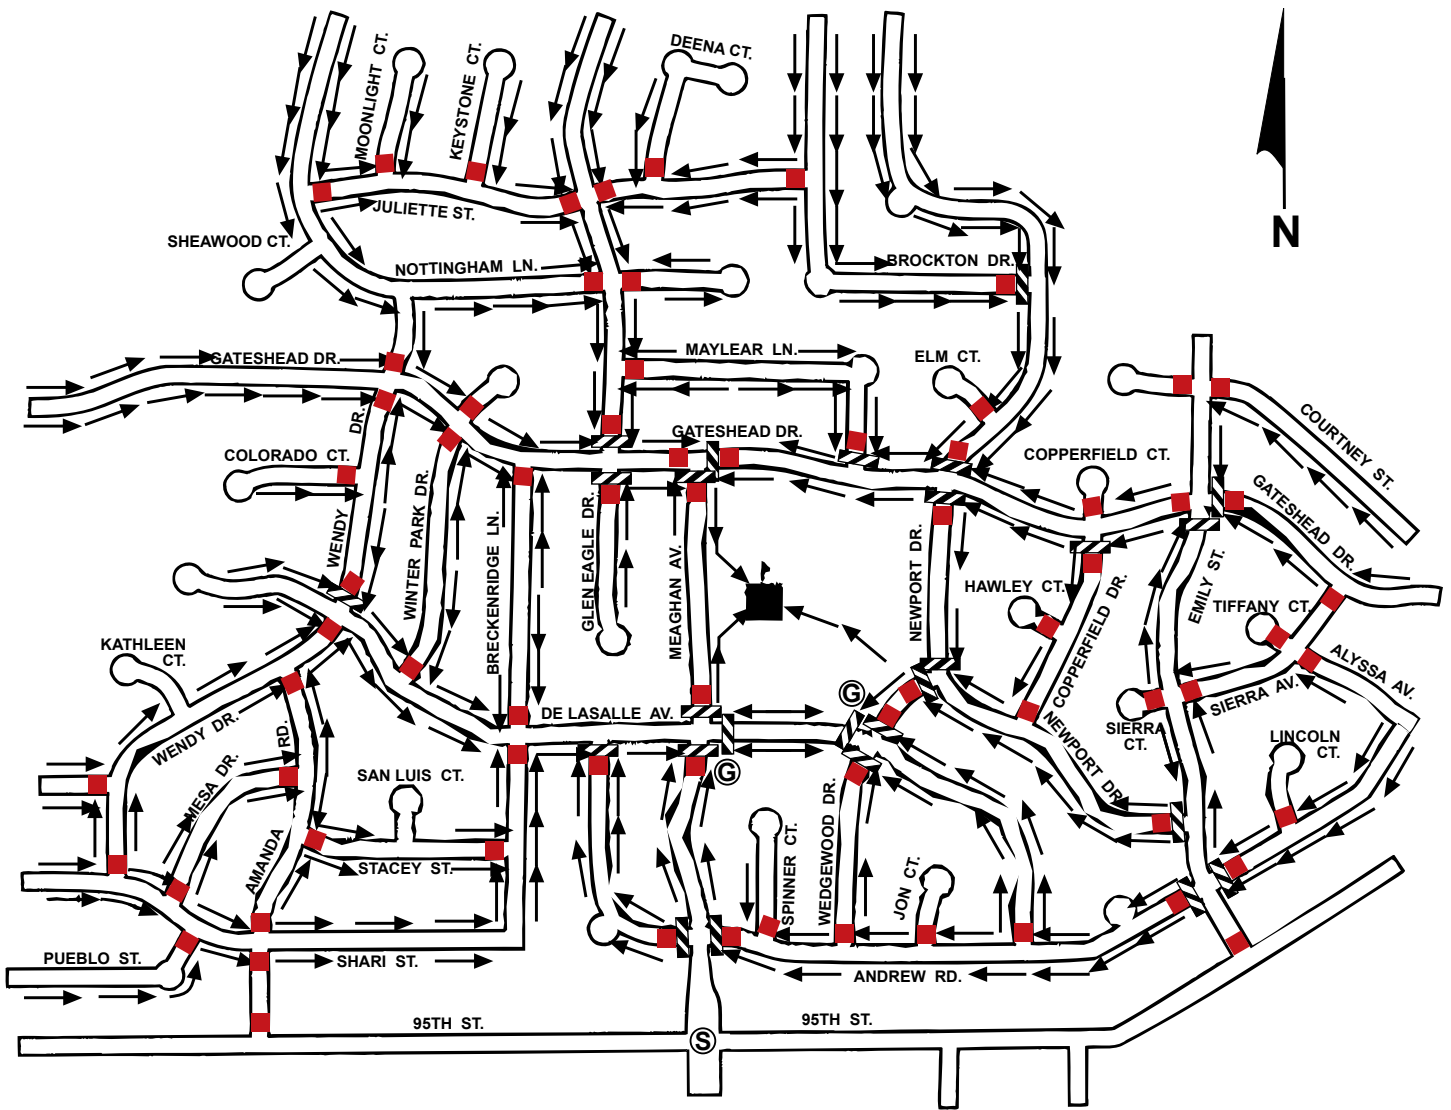 DEENA CT.
MOONLIGHT CT.
KEYSTONE CT.
JULIETTE ST.
SHEAWOOD CT.
N
NOTTINGHAM LN.
BROCKTON DR.
GATESHEAD DR.
MAYLEAR LN.
ELM CT.
COURTNEY ST.
GATESHEAD DR.
COLORADO CT.
WENDY DR.
COPPERFIELD CT.
GATESHEAD DR.
WINTER PARK DR.
BRECKENRIDGE LN.
GLEN EAGLE DR.
MEAGHAN AV.
NEWPORT DR.
HAWLEY CT.
COPPERFIELD DR.
EMILY ST.
TIFFANY CT.
KATHLEEN
CT.
ALYSSA AV.
SIERRA AV.
WENDY DR.
DE LASALLE AV.
G
NEWPORT DR.
SIERRA
CT.
LINCOLN
CT.
MESA DR.
AMANDA RD.
SAN LUIS CT.
G
STACEY ST.
SPINNER CT.
WEDGEWOOD DR.
JON CT.
PUEBLO ST.
SHARI ST.
ANDREW RD.
95TH ST.
S
95TH ST.